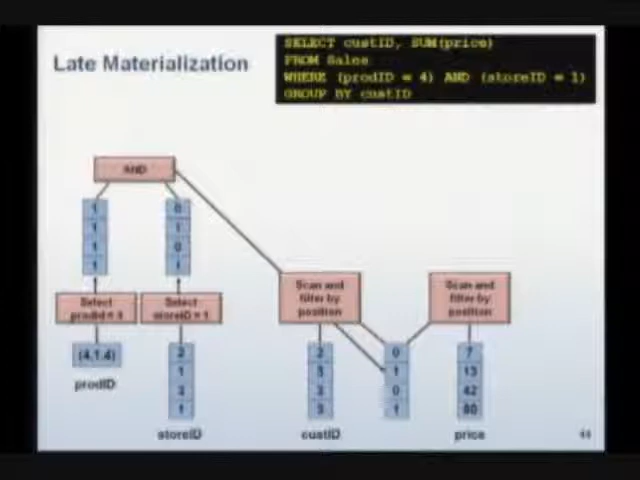 Late Materialization
SELECT custID, SUM(price)
FROM Sales
WHERE (prodID = 4) AND (storeID = 1)
GROUP BY custID
AND
1
1
1
1
0
1
0
1
Select
prodId = 4
Select
storeID = 1
Scan and
filter by
position
Scan and
filter by
position
(4,1,4)
prodID
2
1
2
1
storeID
2
3
3
3
custID
0
1
0
1
7
13
42
80
price